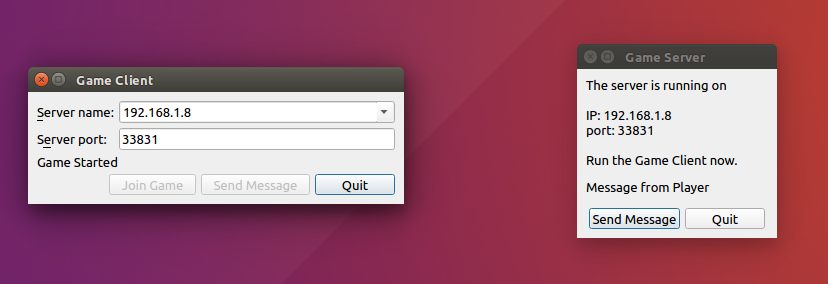 Game Client
Server name: 192.168.1.8
Server port: 33831
Game Started
Join Game Send Message Quit
Game Server
The server is running on
IP: 192.168.1.8
port: 33831
Run the Game Client now.
Message from Player
Send Message Quit